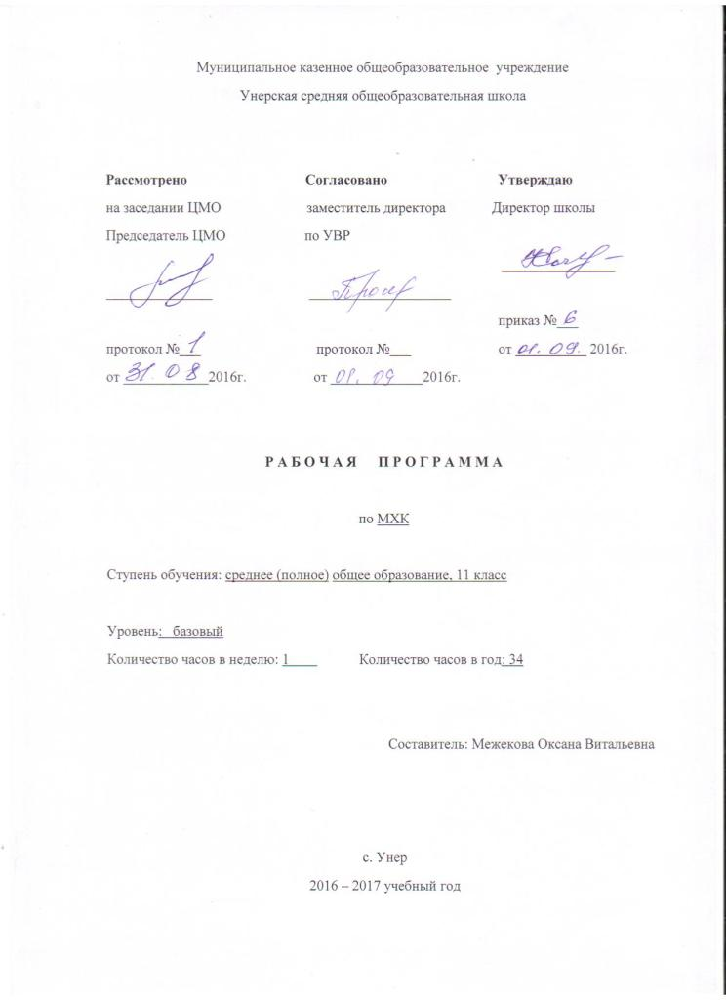 Муниципальное казенное общеобразовательное учреждение
Унерская средняя общеобразовательная школа
Рассмотрено Согласовано Утверждаю
на заседании ЦМО заместитель директора Директор школы
Председатель ЦМО по УВР
приказ № 6
протокол № 1 протокол №___ от 01.09. 2016г.
от 31.08 2016г. от 01.09 2016г.
РАБОЧАЯ ПРОГРАММА
по МХК
Ступень обучения: среднее (полное) общее образование, 11 класс
Уровень: базовый
Количество часов в неделю: 1 Количество часов в год: 34
Составитель: Межекова Оксана Витальевна
с. Унер
2016 – 2017 учебный год